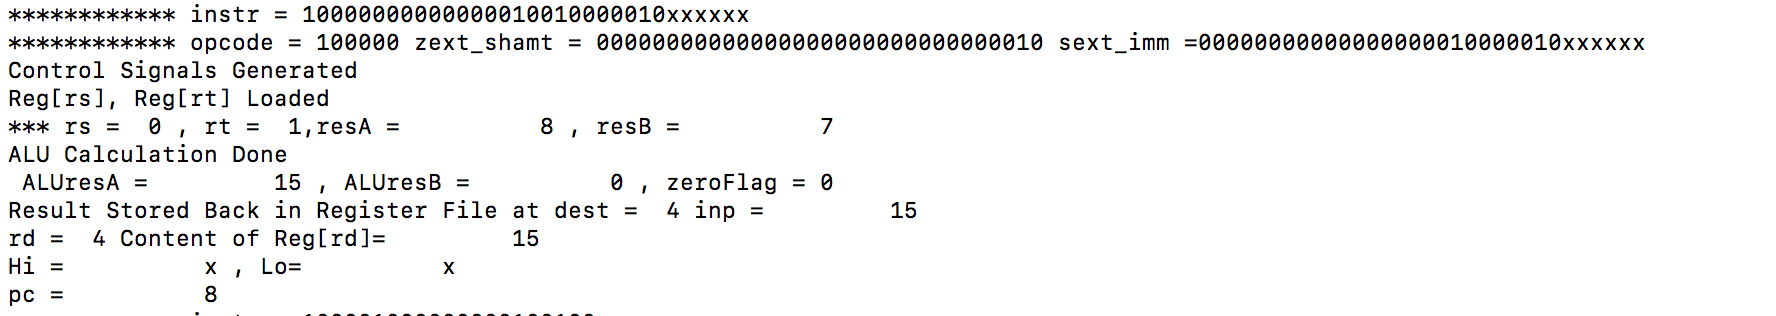 ************ instr = 10000000000000010010000010xxxxxx
************ opcode = 100000 zext_shamt = 00000000000000000000000000000010 sext_imm =00000000000000000010000010xxxxxx
Control Signals Generated
Reg[rs], Reg[rt] Loaded
*** rs =  0 , rt =  1,resA =          8 , resB =          7
ALU Calculation Done
 ALUresA =         15 , ALUresB =          0 , zeroFlag = 0
Result Stored Back in Register File at dest =  4 inp =         15
rd =  4 Content of Reg[rd]=         15
Hi =          x , Lo=          x
pc =          8